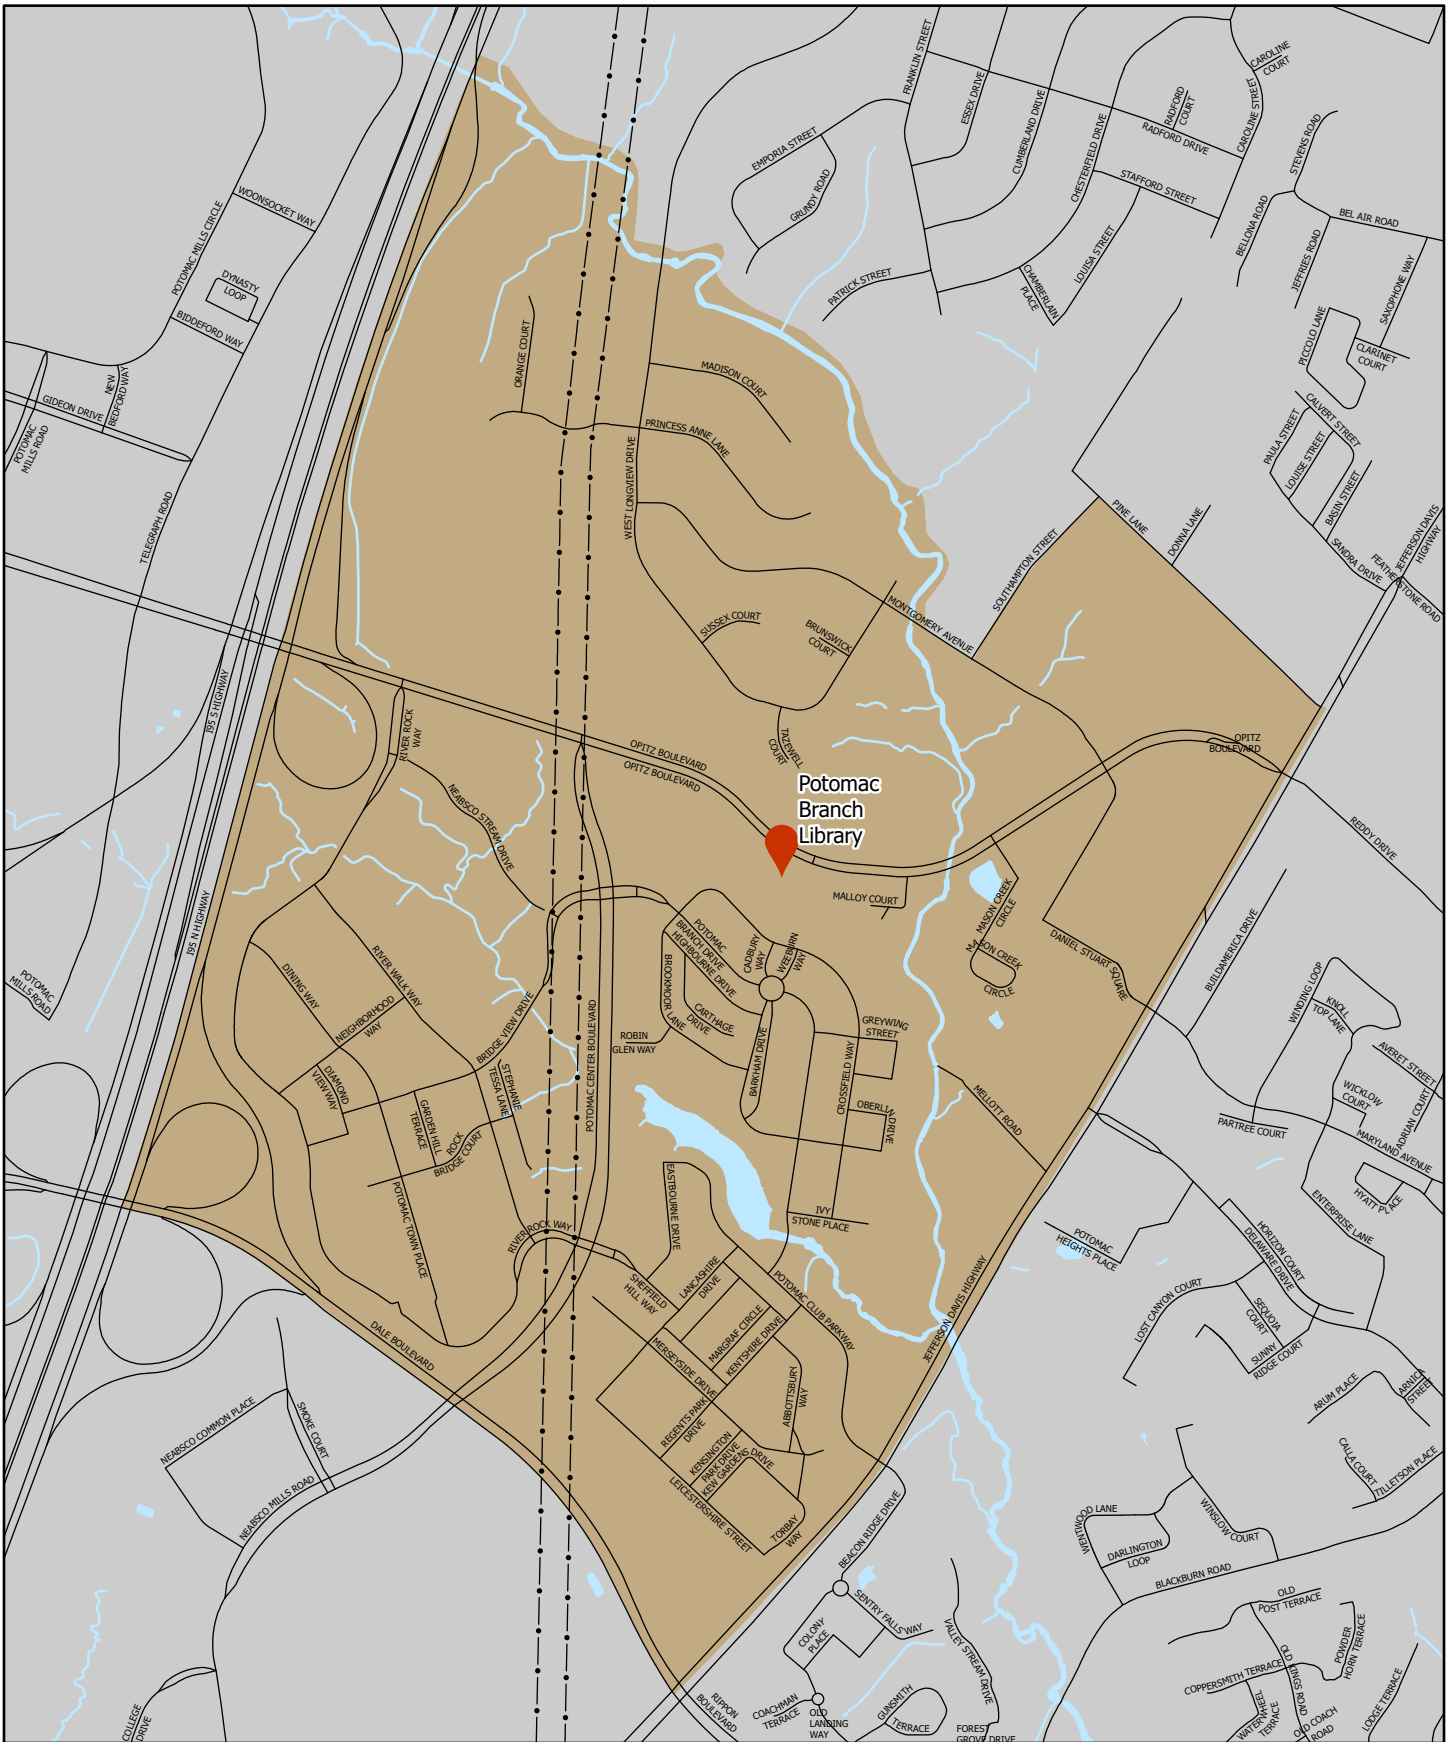 CAROLINE
COURT
FRANKLIN STREET
ESSEX DRIVE
CUMBERLAND DRIVE
CHESTERFIELD DRIVE
RADFORD
COURT
RADFORD DRIVE
CAROLINE STREET
STEVENS ROAD
EMPORIA STREET
GRUNDY ROAD
STAFFORD STREET
LOUISA STREET
CHAMBERLAIN
PLACE
PATRICK STREET
BELLONA ROAD
BEL AIR ROAD
JEFFRIES ROAD
SAXOPHONE WAY
PICCOLO LANE
CLARINET
COURT
WOONSOCKET WAY
POTOMAC MILLS CIRCLE
DYNASTY
LOOP
BIDDEFORD WAY
NEW
BEDFORD WAY
GIDEON DRIVE
POTOMAC
MILLS ROAD
TELEGRAPH ROAD
ORANGE COURT
MADISON COURT
PRINCESS ANNE LANE
WEST LONGVIEW DRIVE
CALVERT STREET
PAULA STREET
LOUISE STREET
BASIN STREET
SANDRA DRIVE
JEFFERSON DAVIS
HIGHWAY
FEATHERSTONE ROAD
PINE LANE
DONNA LANE
SOUTHAMPTON STREET
MONTGOMERY AVENUE
SUSSEX COURT
BRUNSWICK
COURT
TAZEWELL
COURT
I95 S HIGHWAY
RIVER ROCK
WAY
OPITZ BOULEVARD
OPITZ BOULEVARD
OPITZ
BOULEVARD
Potomac
Branch
Library
NEABSCO STREAM DRIVE
REDDY DRIVE
MALLOY COURT
MASON CREEK
CIRCLE
MASON CREEK
CIRCLE
DANIEL STUART SQUARE
BUILDAMERICA DRIVE
I95 N HIGHWAY
POTOMAC
MILLS ROAD
POTOMAC
BRANCH DRIVE
HIGHBOURNE DRIVE
CADBURY
WAY
WEEBURN
WAY
BROOKMOOR LANE
CARTHAGE
DRIVE
ROBIN
GLEN WAY
BARKHAM DRIVE
GREYWING
STREET
CROSSFIELD WAY
OBERLIN DRIVE
MELLOTT ROAD
DINING WAY
RIVER WALK WAY
NEIGHBORHOOD
WAY
DIAMOND
VIEW WAY
BRIDGE VIEW DRIVE
STEPHANIE
TESSA LANE
POTOMAC CENTER BOULEVARD
GARDEN HILL
TERRACE
ROCK
BRIDGE COURT
POTOMAC TOWN PLACE
RIVER ROCK WAY
WINDING LOOP
KNOLL
TOP LANE
AVERET STREET
WICKLOW
COURT
ADRIAN COURT
PARTREE COURT
MARYLAND AVENUE
HYATT PLACE
ENTERPRISE LANE
EASTBOURNE DRIVE
IVY
STONE PLACE
POTOMAC
HEIGHTS PLACE
HORIZON COURT
DELAWARE DRIVE
LOST CANYON COURT
SEQUOIA
COURT
SUNNY
RIDGE COURT
SHEFFIELD
HILL WAY
LANCASHIRE
DRIVE
POTOMAC CLUB PARKWAY
JEFFERSON DAVIS HIGHWAY
MARGRAF CIRCLE
KENTSHIRE DRIVE
MERSEYSIDE DRIVE
ABBOTTSBURY
WAY
REGENTS PARK
DRIVE
KENSINGTON
PARK DRIVE
KEW GARDENS DRIVE
LEICESTERSHIRE STREET
TORBAY
WAY
DALE BOULEVARD
ARUM PLACE
ARNICA
STREET
CALLA COURT
TILLETSON PLACE
NEABSCO COMMON PLACE
SMOKE COURT
NEABSCO MILLS ROAD
WENTWOOD LANE
DARLINGTON
LOOP
WINSLOW COURT
BLACKBURN ROAD
BEACON RIDGE DRIVE
SENTRY FALLS WAY
COLONY
PLACE
VALLEY STREAM DRIVE
OLD
POST TERRACE
POWDER
HORN TERRACE
COPPERSMITH TERRACE
OLD KINGS ROAD
WATERWHEEL
TERRACE
OLD COACH
ROAD
LODGE TERRACE
COLLEGE
DRIVE
RIPPON
BOULEVARD
COACHMAN
TERRACE
OLD
LANDING
WAY
GUNSMITH
TERRACE
FOREST
GROVE DRIVE